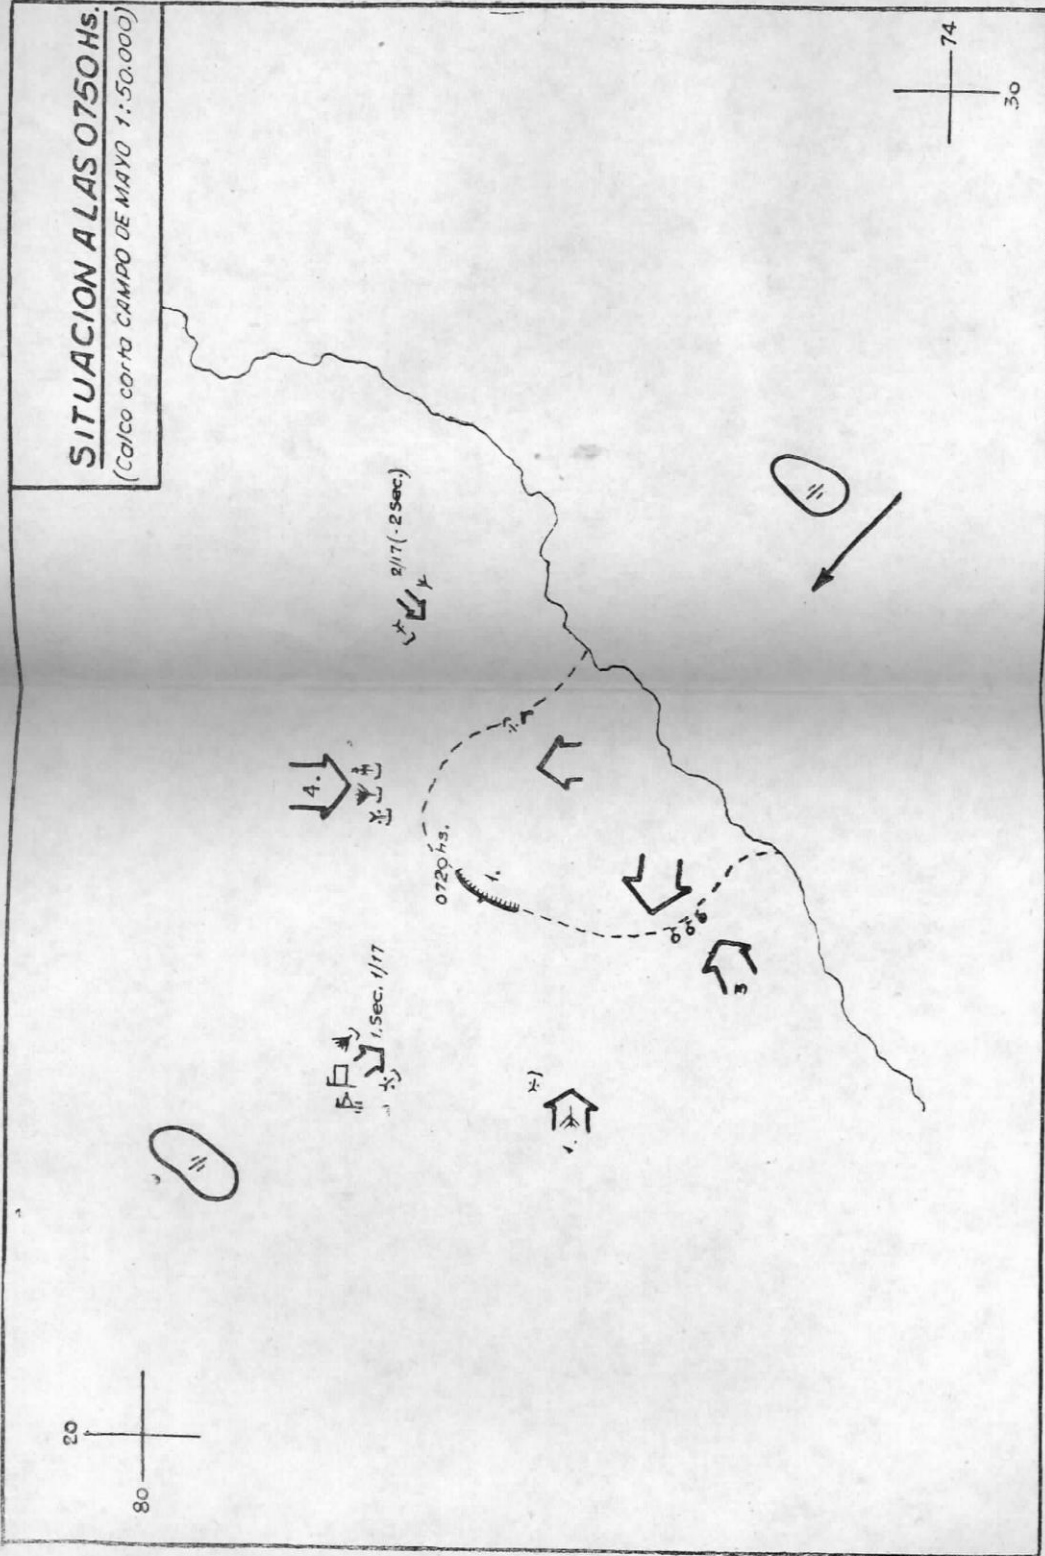 SITUACION A LAS 0750 Hs.
(Calco carta CAMPO DE MAYO 1:50.000)
20
80
74
30
2/17 (-2 sec.)
4.
0720 hs.
1.
1. Sec. 1/17
3